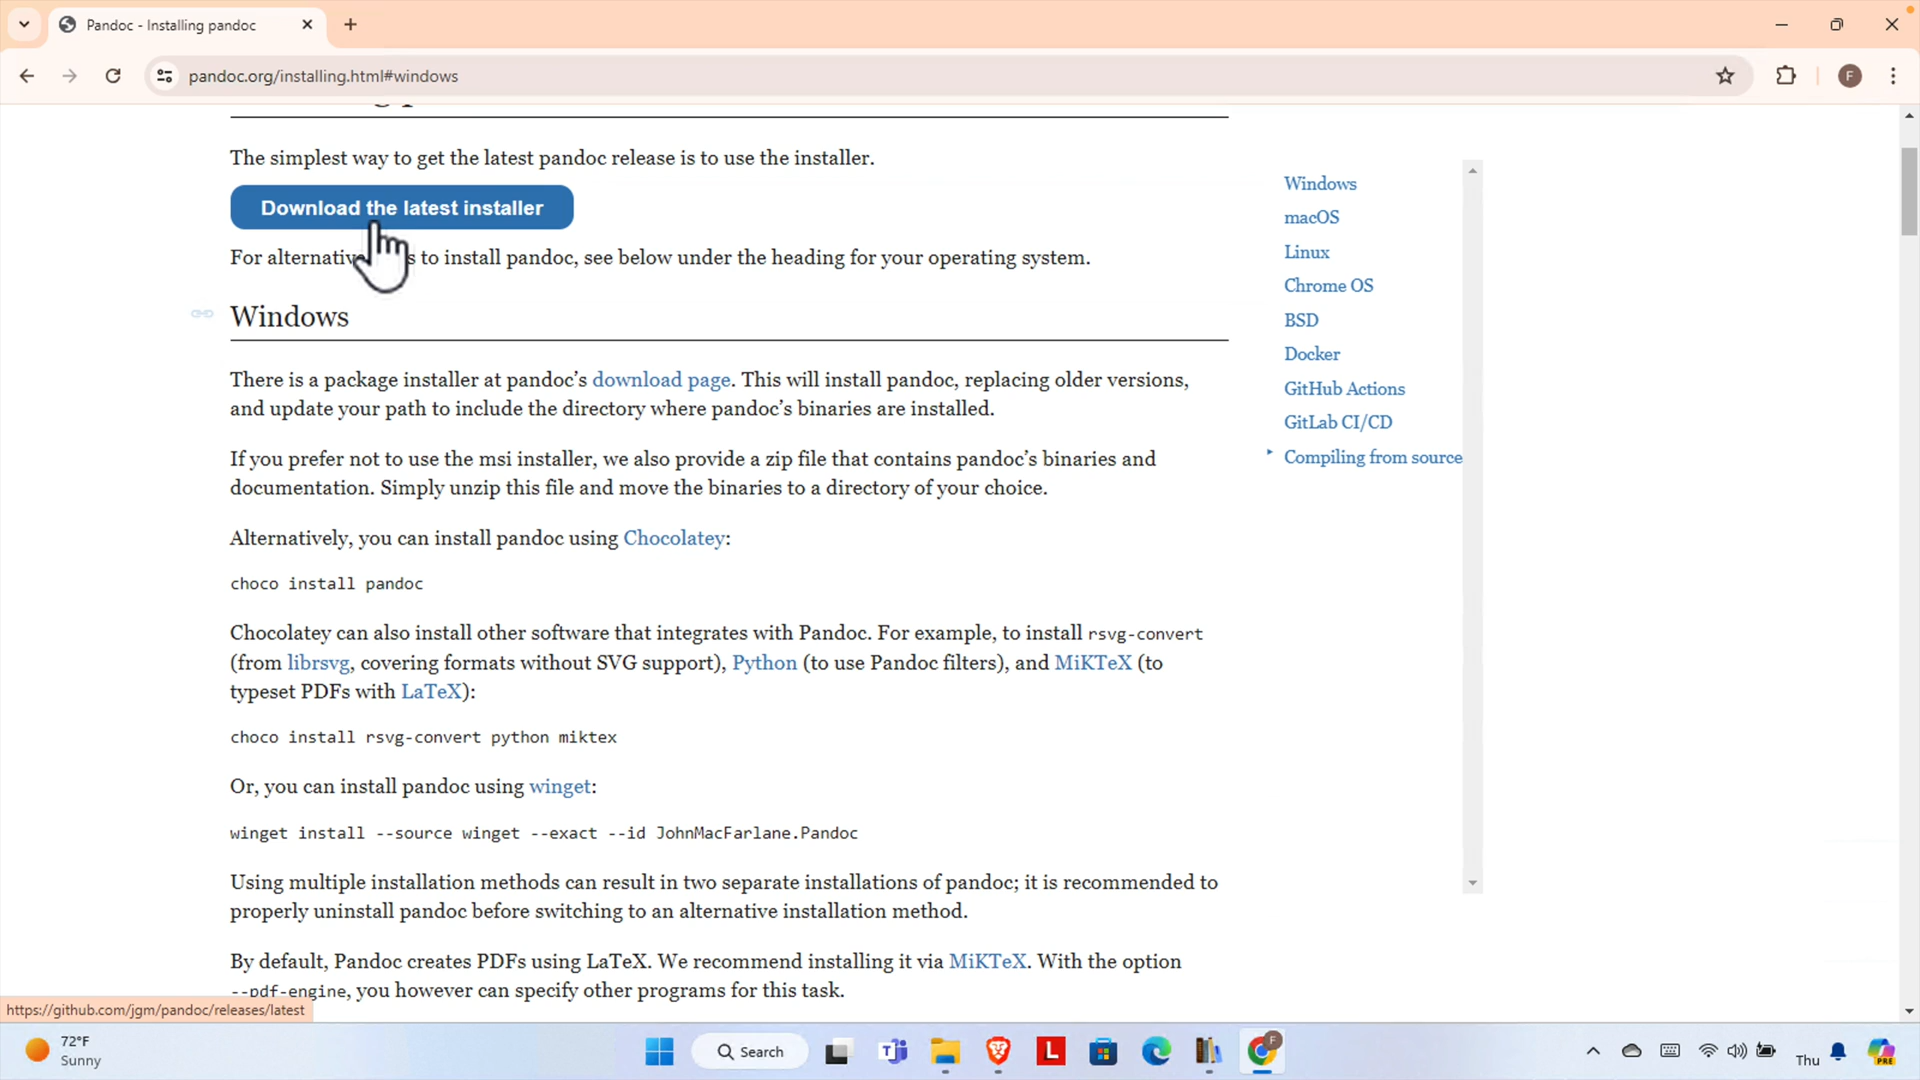 Pandoc - Installing pandoc
pandoc.org/installing.html#windows
F
The simplest way to get the latest pandoc release is to use the installer.
Download the latest installer
For alternative s to install pandoc, see below under the heading for your operating system.
Windows
There is a package installer at pandoc’s download page. This will install pandoc, replacing older versions,
and update your path to include the directory where pandoc’s binaries are installed.
If you prefer not to use the msi installer, we also provide a zip file that contains pandoc’s binaries and
documentation. Simply unzip this file and move the binaries to a directory of your choice.
Alternatively, you can install pandoc using Chocolatey:
choco install pandoc
Chocolatey can also install other software that integrates with Pandoc. For example, to install rsvg-convert
(from librsvg, covering formats without SVG support), Python (to use Pandoc filters), and MiKTeX (to
typeset PDFs with LaTeX):
choco install rsvg-convert python miktex
Or, you can install pandoc using winget:
winget install --source winget --exact --id JohnMacFarlane.Pandoc
Using multiple installation methods can result in two separate installations of pandoc; it is recommended to
properly uninstall pandoc before switching to an alternative installation method.
By default, Pandoc creates PDFs using LaTeX. We recommend installing it via MiKTeX. With the option
--pdf-engine, you however can specify other programs for this task.
Windows
macOS
Linux
Chrome OS
BSD
Docker
GitHub Actions
GitLab CI/CD
Compiling from source
https://github.com/jgm/pandoc/releases/latest
72°F
Sunny
Search
L
F
Thu
PRE